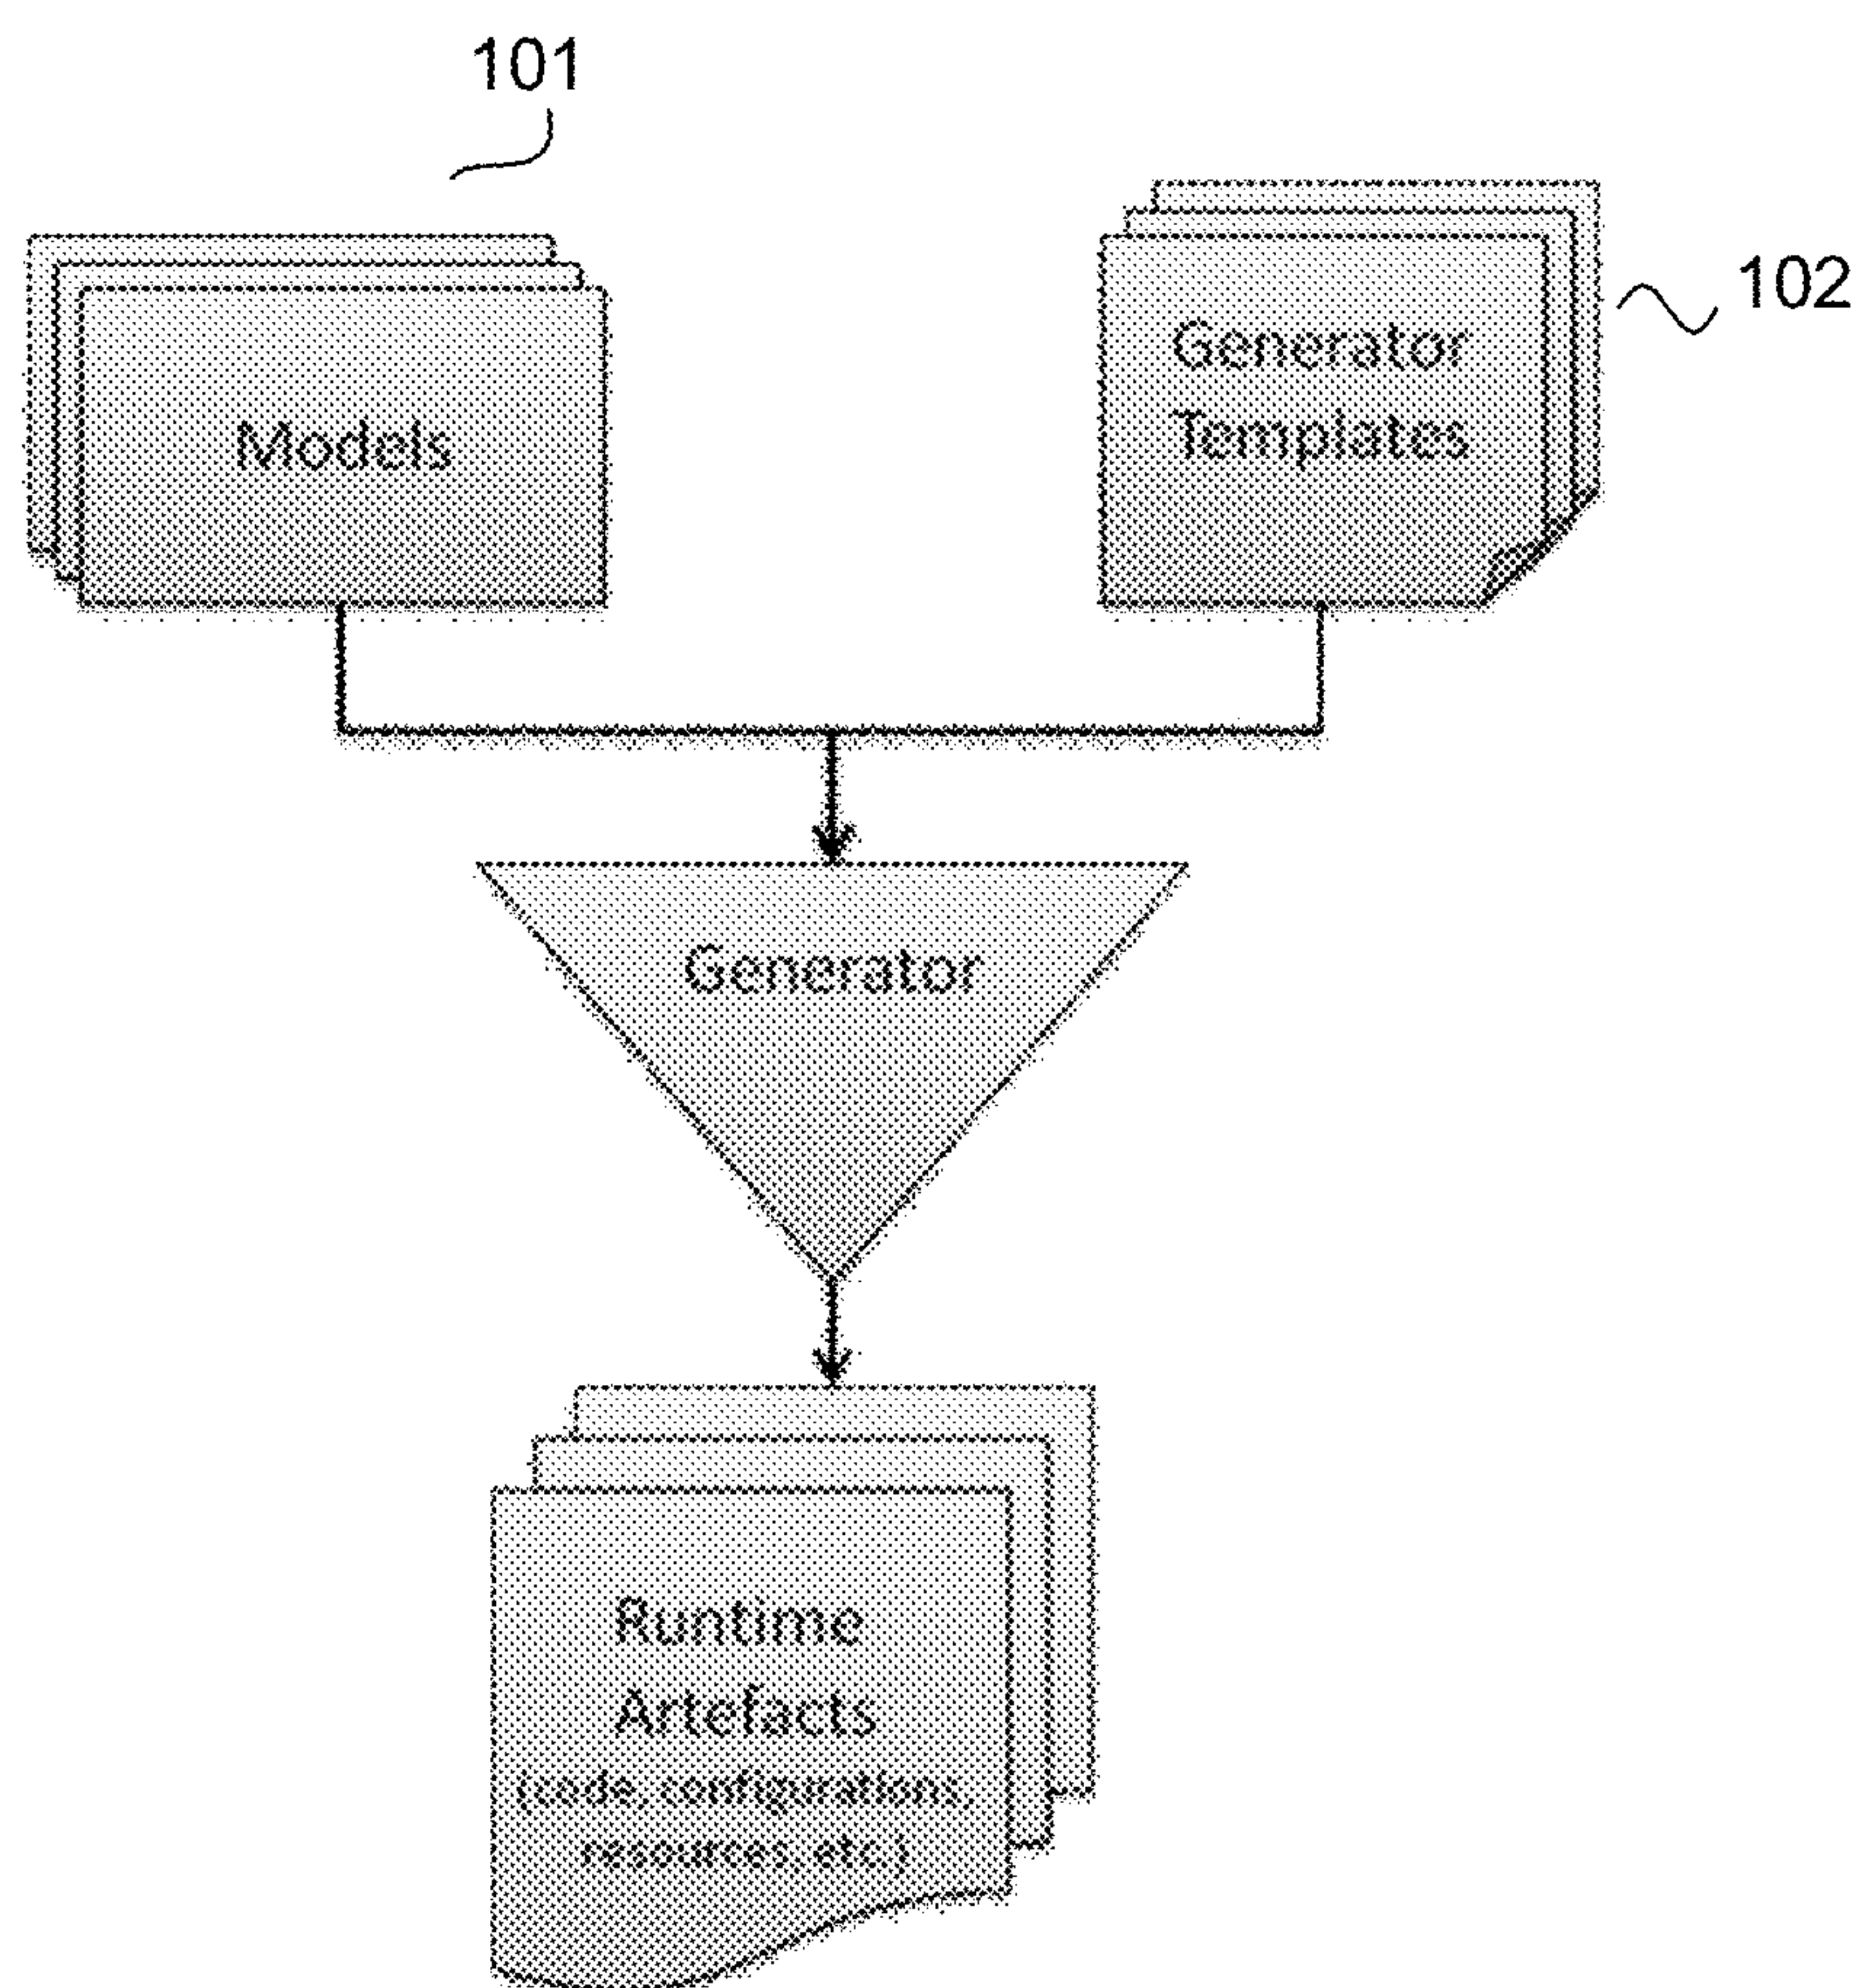 101
102
Models
Generator
Templates
Generator
Runtime
Artefacts
(code, configurations,
resources etc.)